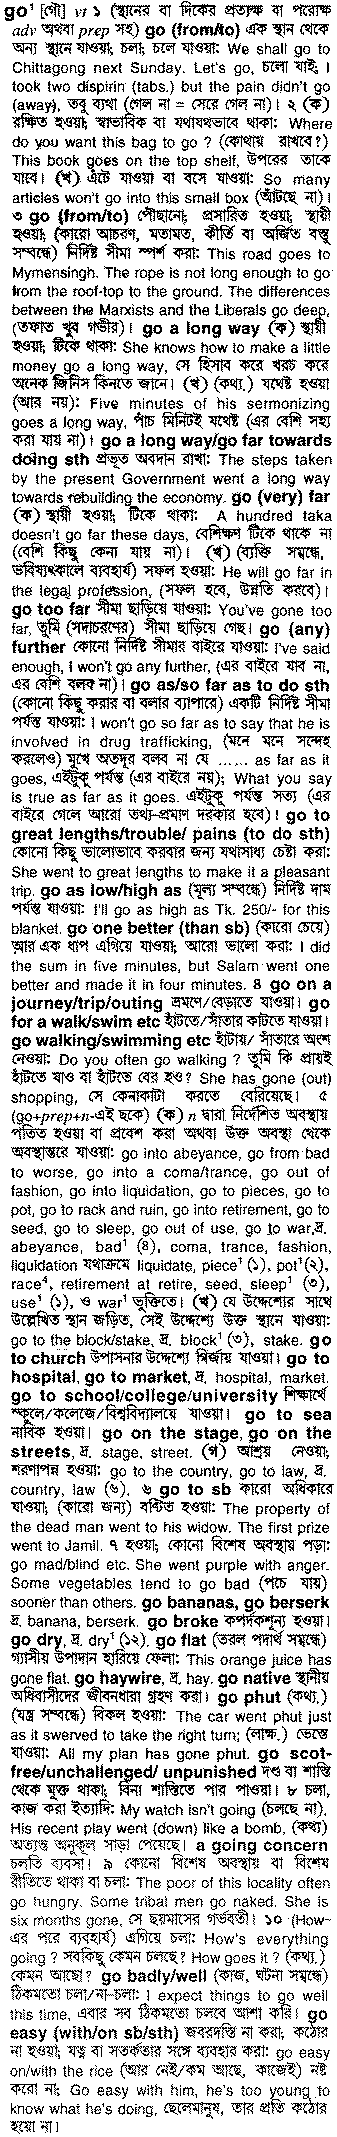 go¹ [গৌ] vi ১ (স্থানের বা দিকের প্রত্যক্ষ বা পরোক্ষ
adv অথবা prep সহ) go (from/to) এক স্থান থেকে
অন্য স্থানে যাওয়া, চলা; চলে যাওয়া: We shall go to
Chittagong next Sunday. Let's go, চলো যাই; I
took two dispirin (tabs.) but the pain didn't go
(away), তবু ব্যথা (গেল না = সেরে গেল না)। ২ (ক)
রক্ষিত হওয়া; স্বাভাবিক বা যথাযথভাবে থাকা: Where
do you want this bag to go ? (কোথায় রাখবে?)
This book goes on the top shelf, উপরের তাকে
যাবে। (খ) এঁটে যাওয়া বা বসে যাওয়া: So many
articles won't go into this small box (আঁটছে না)।
৩ go (from/to) পৌছানো; প্রসারিত হওয়া; স্থায়ী
হওয়া; (কারো আচরণ, মতামত, কীর্তি বা অর্জিত বস্তু
সম্বন্ধে) নির্দিষ্ট সীমা স্পর্শ করা: This road goes to
Mymensingh. The rope is not long enough to go
from the roof-top to the ground. The differences
between the Marxists and the Liberals go deep,
(তফাত খুব গভীর)। go a long way (ক) স্থায়ী
হওয়া; টিকে থাকা: She knows how to make a little
money go a long way, সে হিসাব করে খরচ করে
অনেক জিনিস কিনতে জানে। (খ) (কথ্য.) যথেষ্ট হওয়া
(আর নয়): Five minutes of his sermonizing
goes a long way, পাঁচ মিনিটই যথেষ্ট (এর বেশি সহ্য
করা যায় না)। go a long way/go far towards
doing sth প্রভূত অবদান রাখা: The steps taken
by the present Government went a long way
towards rebuilding the economy. go (very) far
(ক) স্থায়ী হওয়া; টিকে থাকা: A hundred taka
doesn't go far these days, বেশিক্ষণ টিকে থাকে না
(বেশি কিছু কেনা যায় না)। (খ) (ব্যক্তি সম্বন্ধে,
ভবিষ্যৎকালে ব্যবহার্য) সফল হওয়া: He will go far in
the legal profession, (সফল হবে, উন্নতি করবে)।
go too far সীমা ছাড়িয়ে যাওয়া: You've gone too
far, তুমি (সদাচরণের) সীমা ছাড়িয়ে গেছ। go (any)
further কোনো নির্দিষ্ট সীমার বাইরে যাওয়া: I've said
enough, I won't go any further, (এর বাইরে যাব না,
এর বেশি বলব না)। go as/so far as to do sth
(কোনো কিছু করার বা বলার ব্যাপারে) একটি নির্দিষ্ট সীমা
পর্যন্ত যাওয়া: I won't go so far as to say that he is
involved in drug trafficking, (মনে মনে সন্দেহ
করলেও) মুখে অতদূর বলব না যে ...... as far as it
goes, এইটুকু পর্যন্ত (এর বাইরে নয়); What you say
is true as far as it goes. এইটুকু পর্যন্ত সত্য (এর
বাইরে গেলে আরো তথ্য-প্রমাণ দরকার হবে)। go to
great lengths/trouble/ pains (to do sth)
কোনো কিছু ভালোভাবে করবার জন্য যথাসাধ্য চেষ্টা করা:
She went to great lengths to make it a pleasant
trip. go as low/high as (মূল্য সম্বন্ধে) নির্দিষ্ট দাম
পর্যন্ত যাওয়া: I'll go as high as Tk. 250/- for this
blanket. go one better (than sb) (কারো চেয়ে)
আর এক ধাপ এগিয়ে যাওয়া; আরো ভালো করা: I did
the sum in five minutes, but Salam went one
better and made it in four minutes. ৪ go on a
journey/trip/outing ভ্রমণে/বেড়াতে যাওয়া। go
for a walk/swim etc হাঁটতে/সাঁতার কাটতে যাওয়া।
go walking/swimming etc হাঁটায়/ সাঁতারে অংশ
নেওয়া: Do you often go walking ? তুমি কি প্রায়ই
হাঁটতে যাও বা হাঁটতে বের হও? She has gone (out)
shopping, সে কেনাকাটা করতে বেরিয়েছে। ৫
(go+prep+n-এই ছকে) (ক) n দ্বারা নির্দেশিত অবস্থায়
পতিত হওয়া বা প্রবেশ করা অথবা উক্ত অবস্থা থেকে
অবস্থান্তরে যাওয়া: go into abeyance, go from bad
to worse, go into a coma/trance, go out of
fashion, go into liquidation, go to pieces, go to
pot, go to rack and ruin, go into retirement, go to
seed, go to sleep, go out of use, go to war,দ্র.
abeyance, bad¹ (৪), coma, trance, fashion,
liquidation যথাক্রমে liquidate, piece¹ (১), pot¹(২),
race⁴, retirement at retire, seed, sleep¹ (৩),
use¹ (১), ও war¹ ভুক্তিতে। (খ) যে উদ্দেশ্যের সাথে
উল্লেখিত স্থান জড়িত, সেই উদ্দেশ্যে উক্ত স্থানে যাওয়া:
go to the block/stake, দ্র. block¹ (৩), stake. go
to church উপাসনার উদ্দেশ্যে গির্জায় যাওয়া। go to
hospital, go to market, দ্র. hospital, market.
go to school/college/university শিক্ষার্থে
স্কুলে/কলেজে/বিশ্ববিদ্যালয়ে যাওয়া। go to sea
নাবিক হওয়া। go on the stage, go on the
streets, দ্র. stage, street. (গ) আশ্রয় নেওয়া;
শরণাপন্ন হওয়া: go to the country, go to law, দ্র.
country, law (৬). ৬ go to sb কারো অধিকারে
যাওয়া; (কারো জন্য) বণ্টিত হওয়া: The property of
the dead man went to his widow. The first prize
went to Jamil. ৭ হওয়া; কোনো বিশেষ অবস্থায় পড়া:
go mad/blind etc. She went purple with anger.
Some vegetables tend to go bad (পচে যায়)
sooner than others. go bananas, go berserk
দ্র. banana, berserk. go broke কপর্দকশূন্য হওয়া।
go dry, দ্র. dry¹ (১২). go flat (তরল পদার্থ সম্বন্ধে)
গ্যাসীয় উপাদান হারিয়ে ফেলা: This orange juice has
gone flat. go haywire, দ্র. hay. go native স্থানীয়
অধিবাসীদের জীবনধারা গ্রহণ করা। go phut (কথ্য.)
(যন্ত্র সম্বন্ধে) বিকল হওয়া: The car went phut just
as it swerved to take the right turn; (লাক্ষ.) ভেস্তে
যাওয়া: All my plan has gone phut. go scot-
free/unchallenged/ unpunished দণ্ড বা শাস্তি
থেকে মুক্ত থাকা; বিনা শাস্তিতে পার পাওয়া। ৮ চলা,
কাজ করা ইত্যাদি: My watch isn't going (চলছে না),
His recent play went (down) like a bomb, (কথ্য)
অত্যন্ত অনুকূল সাড়া পেয়েছে। a going concern
চলতি ব্যবসা। ৯ কোনো বিশেষ অবস্থায় বা বিশেষ
রীতিতে থাকা বা চলা: The poor of this locality often
go hungry. Some tribal men go naked. She is
six months gone, সে ছয়মাসের গর্ভবতী। ১০ (How-
এর পরে ব্যবহার্য) এগিয়ে চলা: How's everything
going ? সবকিছু কেমন চলছে? How goes it ? (কথ্য.)
কেমন আছো? go badly/well (কাজ, ঘটনা সম্বন্ধে)
ঠিকমতো চলা/না-চলা: I expect things to go well
this time, এবার সব ঠিকমতো চলবে আশা করি। go
easy (with/on sb/sth) জবরদস্তি না করা; কঠোর
না হওয়া; যত্ন বা সতর্কতার সঙ্গে ব্যবহার করা: go easy
on/with the rice (আর নেই/কম আছে, কাজেই) নষ্ট
করো না; Go easy with him, he's too young to
know what he's doing, ছেলেমানুষ, তার প্রতি কঠোর
হয়ো না।